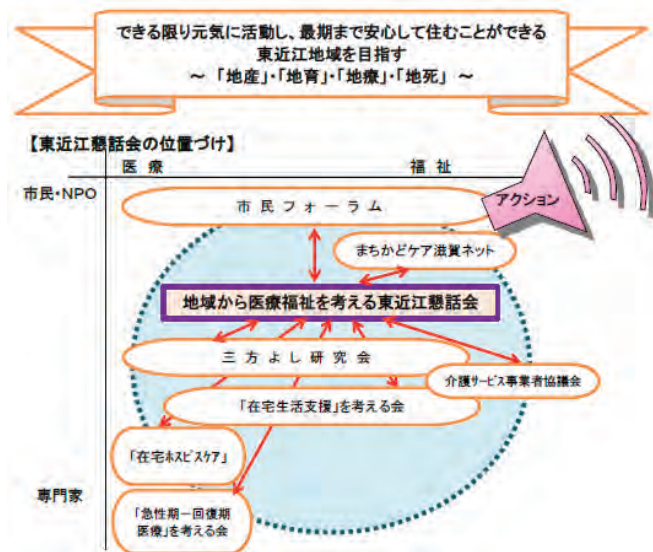 できる限り元気に活動し、最期まで安心して住むことができる
東近江地域を目指す
～ 「地産」・「地育」・「地療」・「地死」 ～
【東近江懇話会の位置づけ】
医 療
福 祉
市民・NPO
市 民 フ ォ ー ラ ム
アクション
まちかどケア滋賀ネット
地域から医療福祉を考える東近江懇話会
三 方 よ し 研 究 会
介護サービス事業者協議会
「在宅生活支援」を考える会
「在宅ホスピスケア」
専門家
「急性期－回復期
医療」を考える会